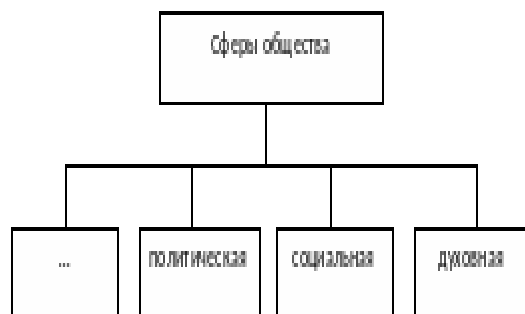 Сферы общества
...
политическая
социальная
духовная